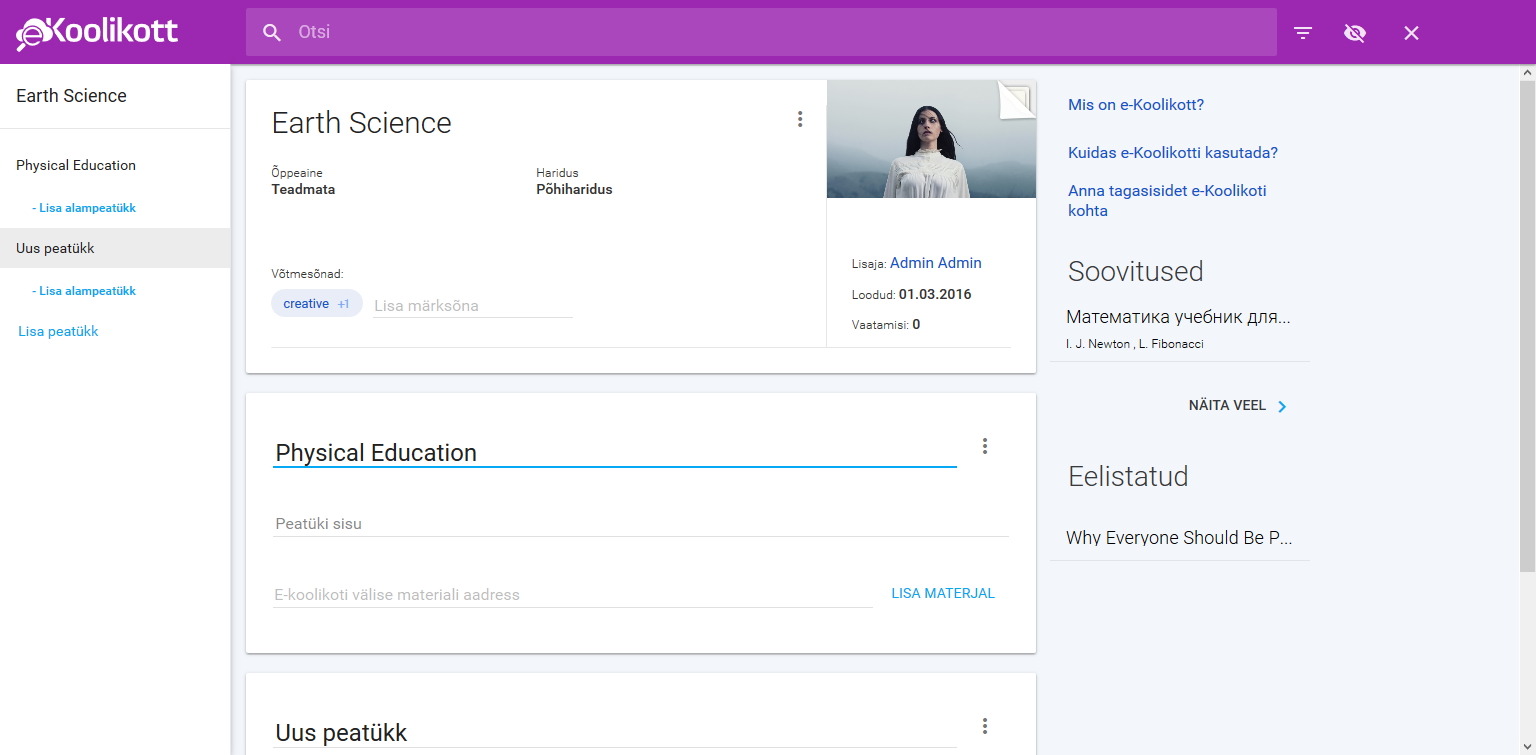 eKoolikott
Otsi
Earth Science
Physical Education
- Lisa alampeatükk
Uus peatükk
- Lisa alampeatükk
Lisa peatükk
Earth Science
Õppeaine
Teadmata
Haridus
Põhiharidus
Võtmesõnad:
creative +1
Lisa märksõna
Lisaja: Admin Admin
Loodud: 01.03.2016
Vaatamisi: 0
Physical Education
Peatüki sisu
E-koolikoti välise materiali aadress
LISA MATERJAL
Uus peatükk
Mis on e-Koolikott?
Kuidas e-Koolikotti kasutada?
Anna tagasisidet e-Koolikoti
kohta
Soovitused
Математика учебник для...
I. J. Newton , L. Fibonacci
NÄITA VEEL
Eelistatud
Why Everyone Should Be P...